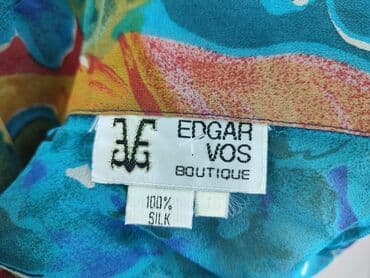 EDGAR
VOS
BOUTIQUE
100%
SILK